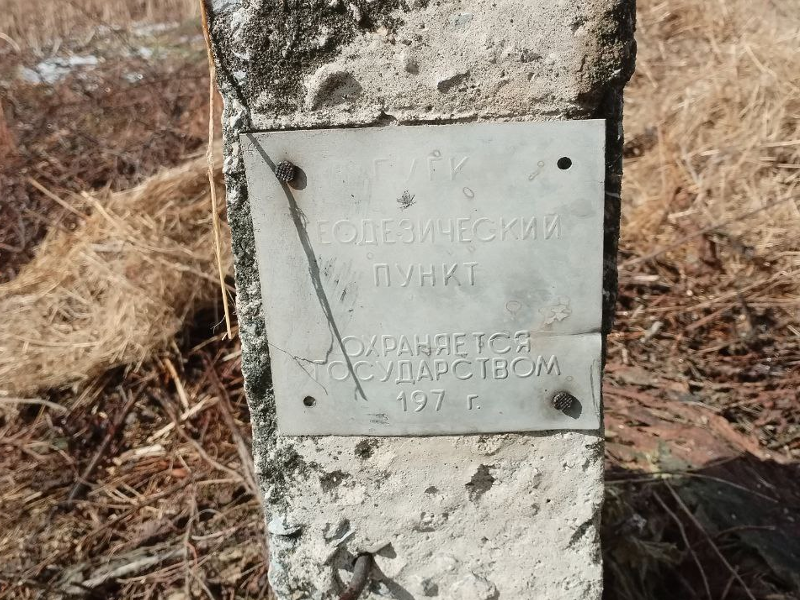 ГУГК
ГЕОДЕЗИЧЕСКИЙ
ПУНКТ
ОХРАНЯЕТСЯ
ГОСУДАРСТВОМ
197 г.